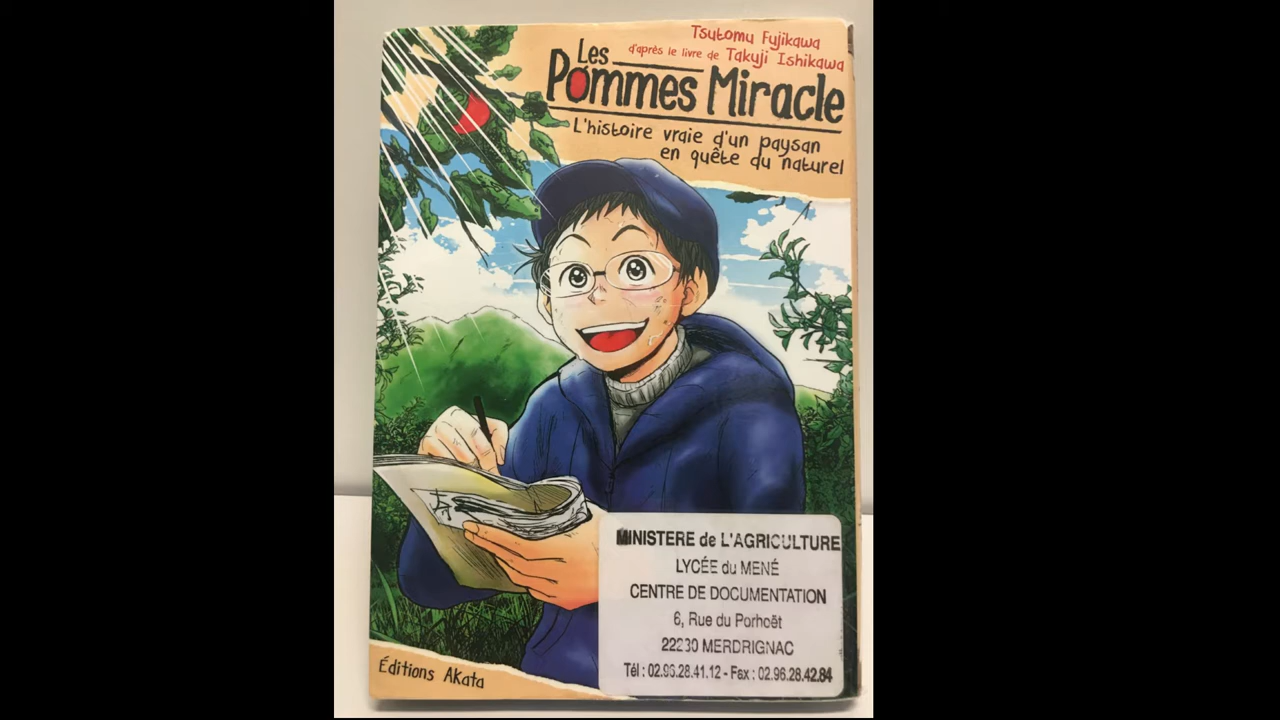 Tsutomu Fujikawa
d'après le livre de Takuji Ishikawa
Les
Pommes Miracle
L'histoire vraie d'un paysan
en quête du naturel
MINISTERE de L'AGRICULTURE
LYCÉE du MENÉ
CENTRE DE DOCUMENTATION
6, Rue du Porhoët
22230 MERDRIGNAC
Tél : 02.96.28.41.12 - Fax : 02.96.28.42.84
Éditions Akata